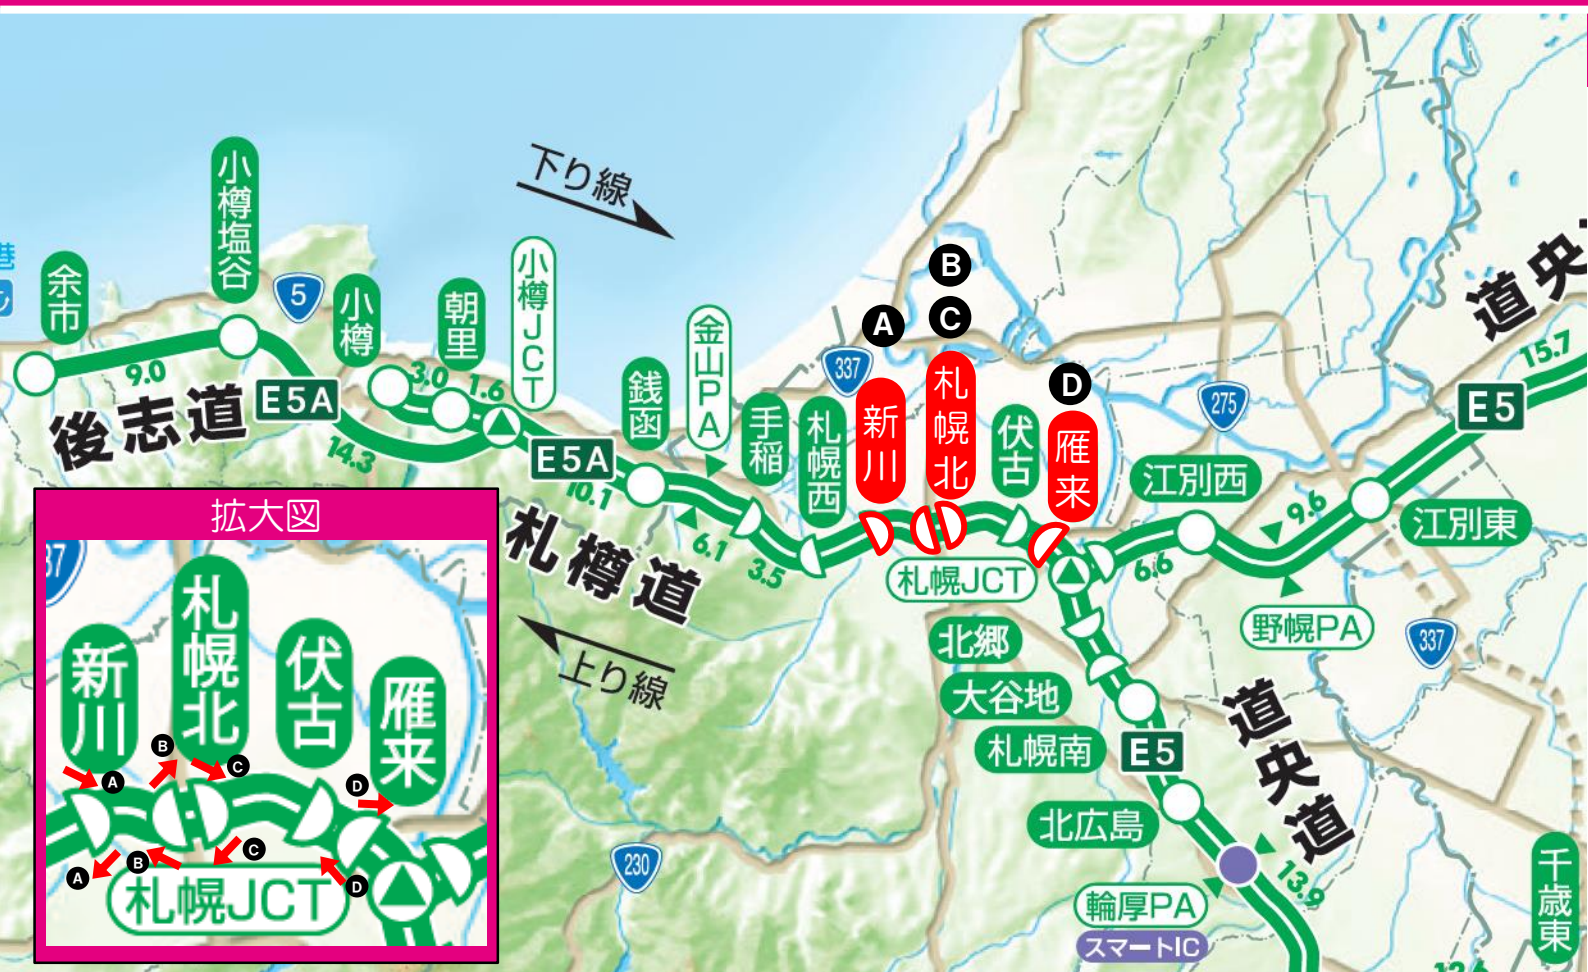 下り線
小樽塩谷
余市
5
小樽
朝里
小樽JCT
金山PA
銭函
手稲
札幌西
337
A
新川
B
C
札幌北
伏古
D
雁来
275
道央
15.7
E5
9.0
後志道
E5A
3.0
1.6
14.3
E5A
10.1
札樽道
6.1
3.5
札幌JCT
江別西
9.6
江別東
6.6
野幌PA
337
上り線
北郷
大谷地
札幌南
E5
道央道
北広島
230
輪厚PA
スマートIC
13.9
千歳東
拡大図
37
新川
札幌北
伏古
雁来
A
B
C
D
A
B
C
D
札幌JCT